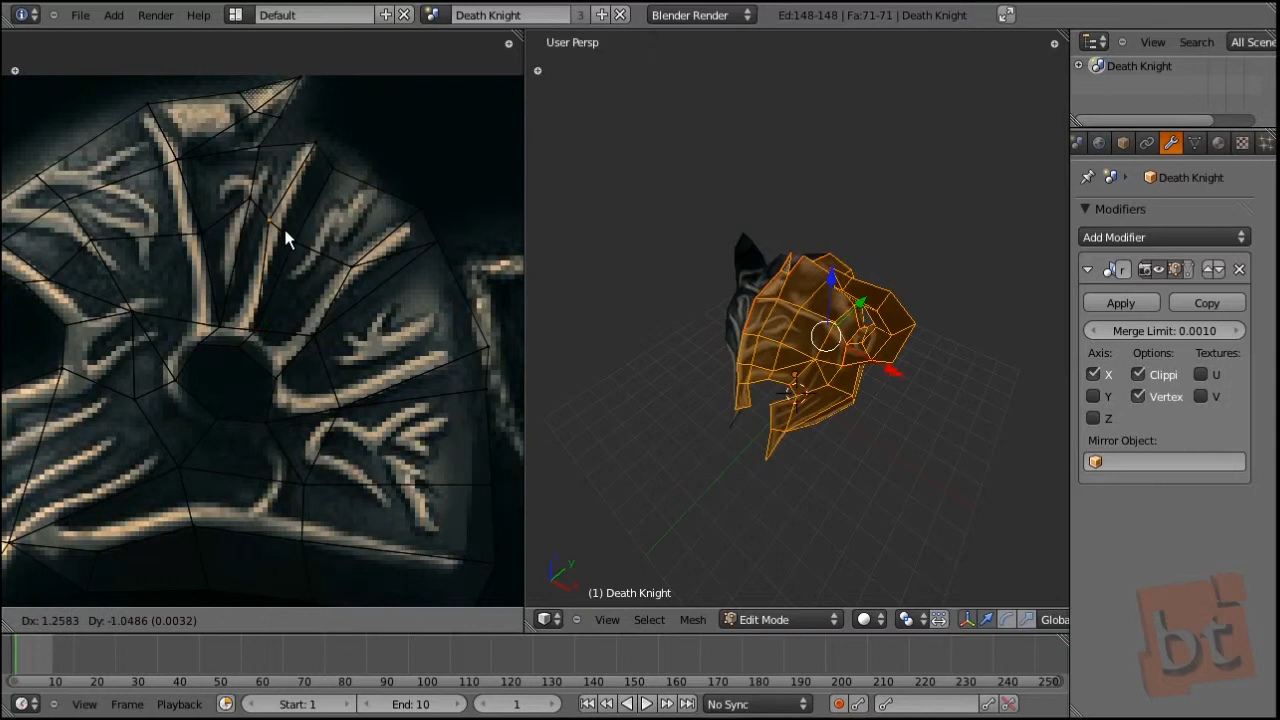 File Add Render Help Default Death Knight 3 Blender Render Ed:148-148 | Fa:71-71 | Death Knight
User Persp
View Search All Scene
Death Knight
Death Knight
Modifiers
Add Modifier
r
Apply Copy
Merge Limit: 0.0010
Axis: Options: Textures:
X Clippi U
Y Vertex V
Z
Mirror Object:
y
(1) Death Knight
Dx: 1.2583 Dy: -1.0486 (0.0032) View Select Mesh Edit Mode Globa
bt
10 20 30 40 50 60 70 80 90 100 110 120 130 140 150 160 170 180 190 200 210 220 230 240 250
View Frame Playback Start: 1 End: 10 1 No Sync